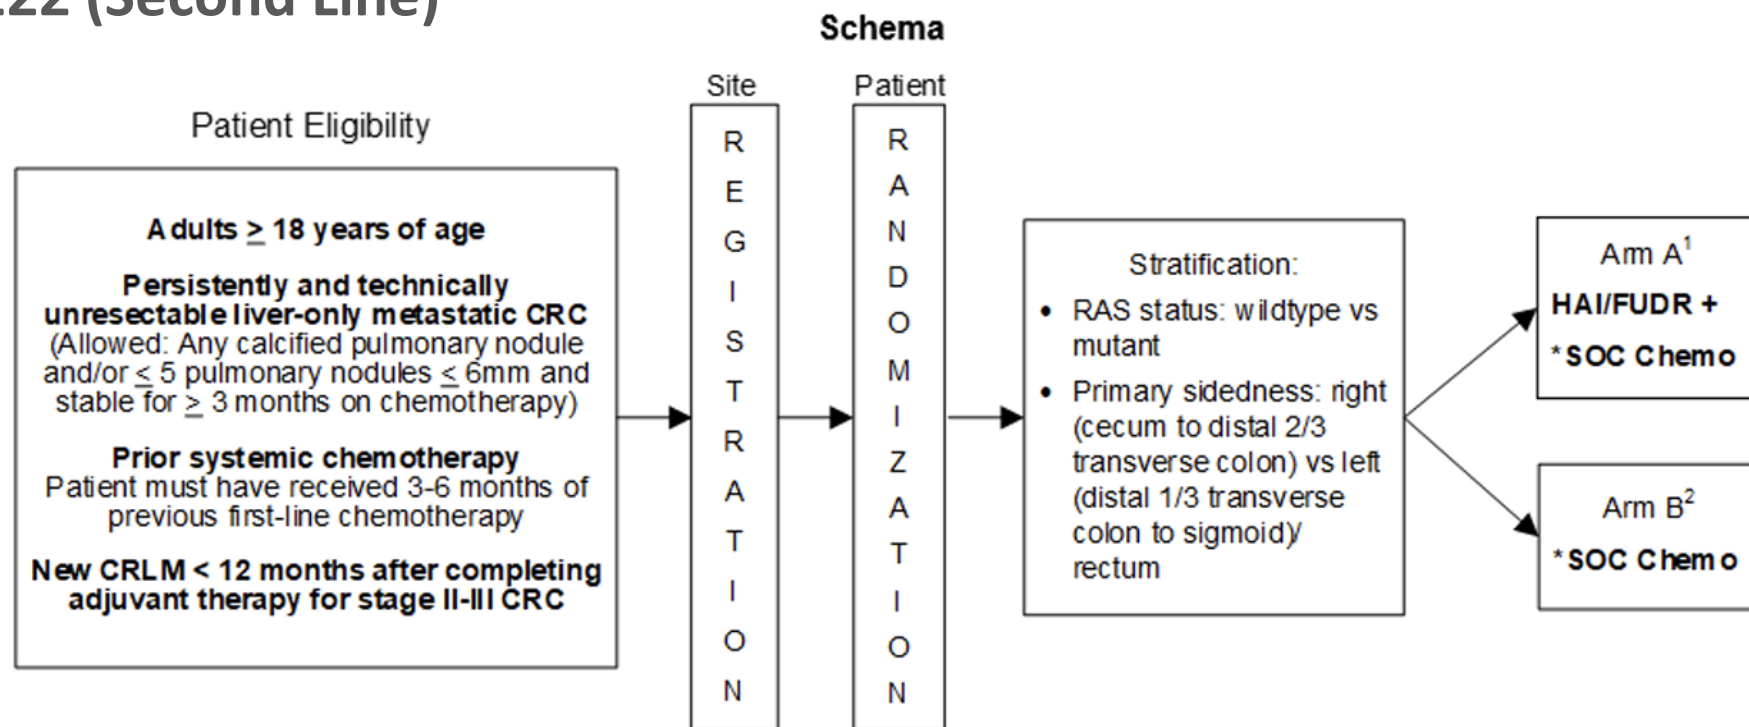 122 (Second Line)
Schema
Patient Eligibility
Adults ≥ 18 years of age
Persistently and technically
unresectable liver-only metastatic CRC
(Allowed: Any calcified pulmonary nodule
and/or ≤ 5 pulmonary nodules ≤ 6mm and
stable for ≥ 3 months on chemotherapy)
Prior systemic chemotherapy
Patient must have received 3-6 months of
previous first-line chemotherapy
New CRLM < 12 months after completing
adjuvant therapy for stage II-III CRC
Site
REGISTRATION
Patient
RANDOMIZATION
Stratification:
• RAS status: wildtype vs
mutant
• Primary sidedness: right
(cecum to distal 2/3
transverse colon) vs left
(distal 1/3 transverse
colon to sigmoid)/
rectum
Arm A¹
HAI/FUDR +
*SOC Chemo
Arm B²
*SOC Chemo